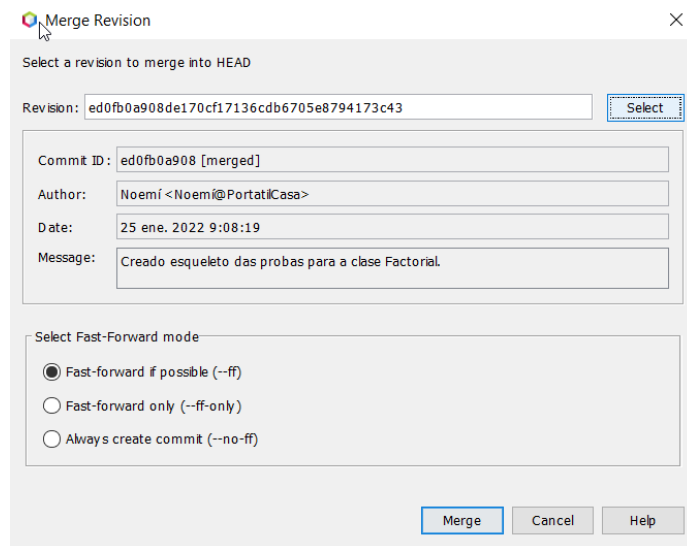 Merge Revision
Select a revision to merge into HEAD
Revision: ed0fb0a908de170cf17136cdb6705e8794173c43 Select
Commit ID: ed0fb0a908 [merged]
Author: Noemí <Noemí@PortatilCasa>
Date: 25 ene. 2022 9:08:19
Message: Creado esqueleto das probas para a clase Factorial.
Select Fast-Forward mode
Fast-forward if possible (--ff)
Fast-forward only (--ff-only)
Always create commit (--no-ff)
Merge Cancel Help